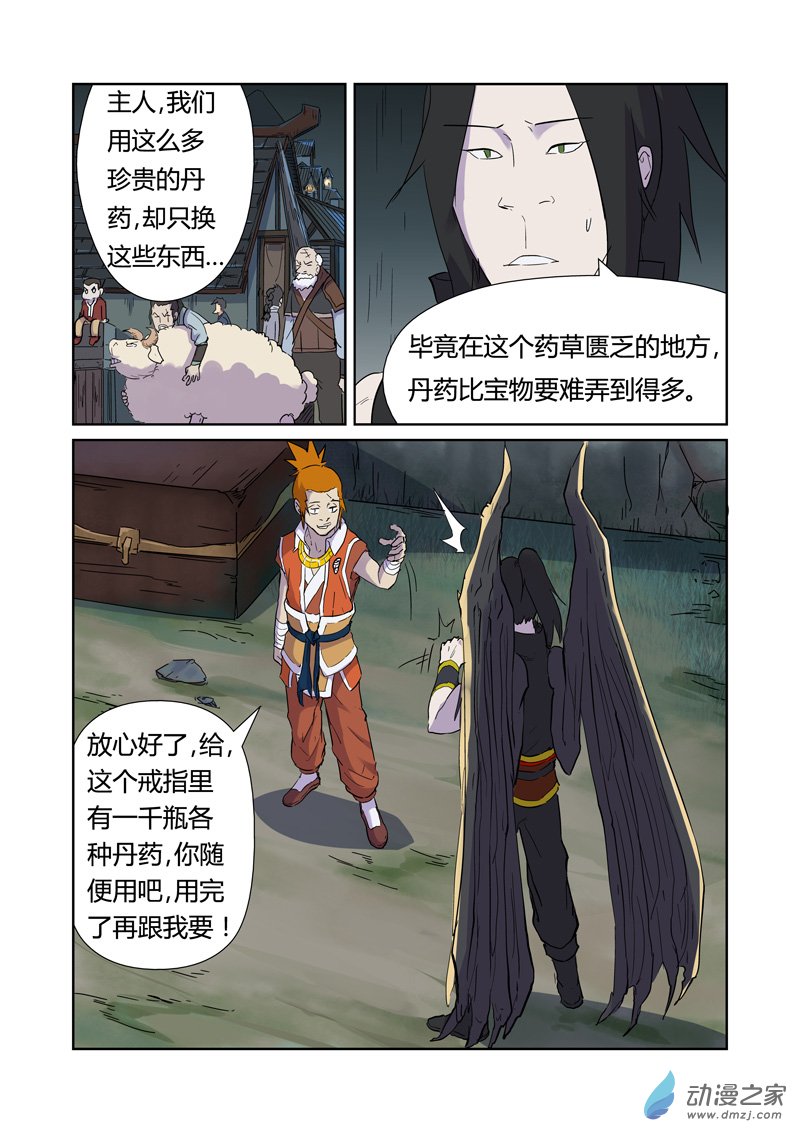 主人，我们
用这么多
珍贵的丹
药，却只换
这些东西…
毕竟在这个药草匮乏的地方，
丹药比宝物要难弄到得多。
放心好了，给，
这个戒指里
有一千瓶各
种丹药，你随
便用吧，用完
了再跟我要！
动漫之家
www.dmzj.com